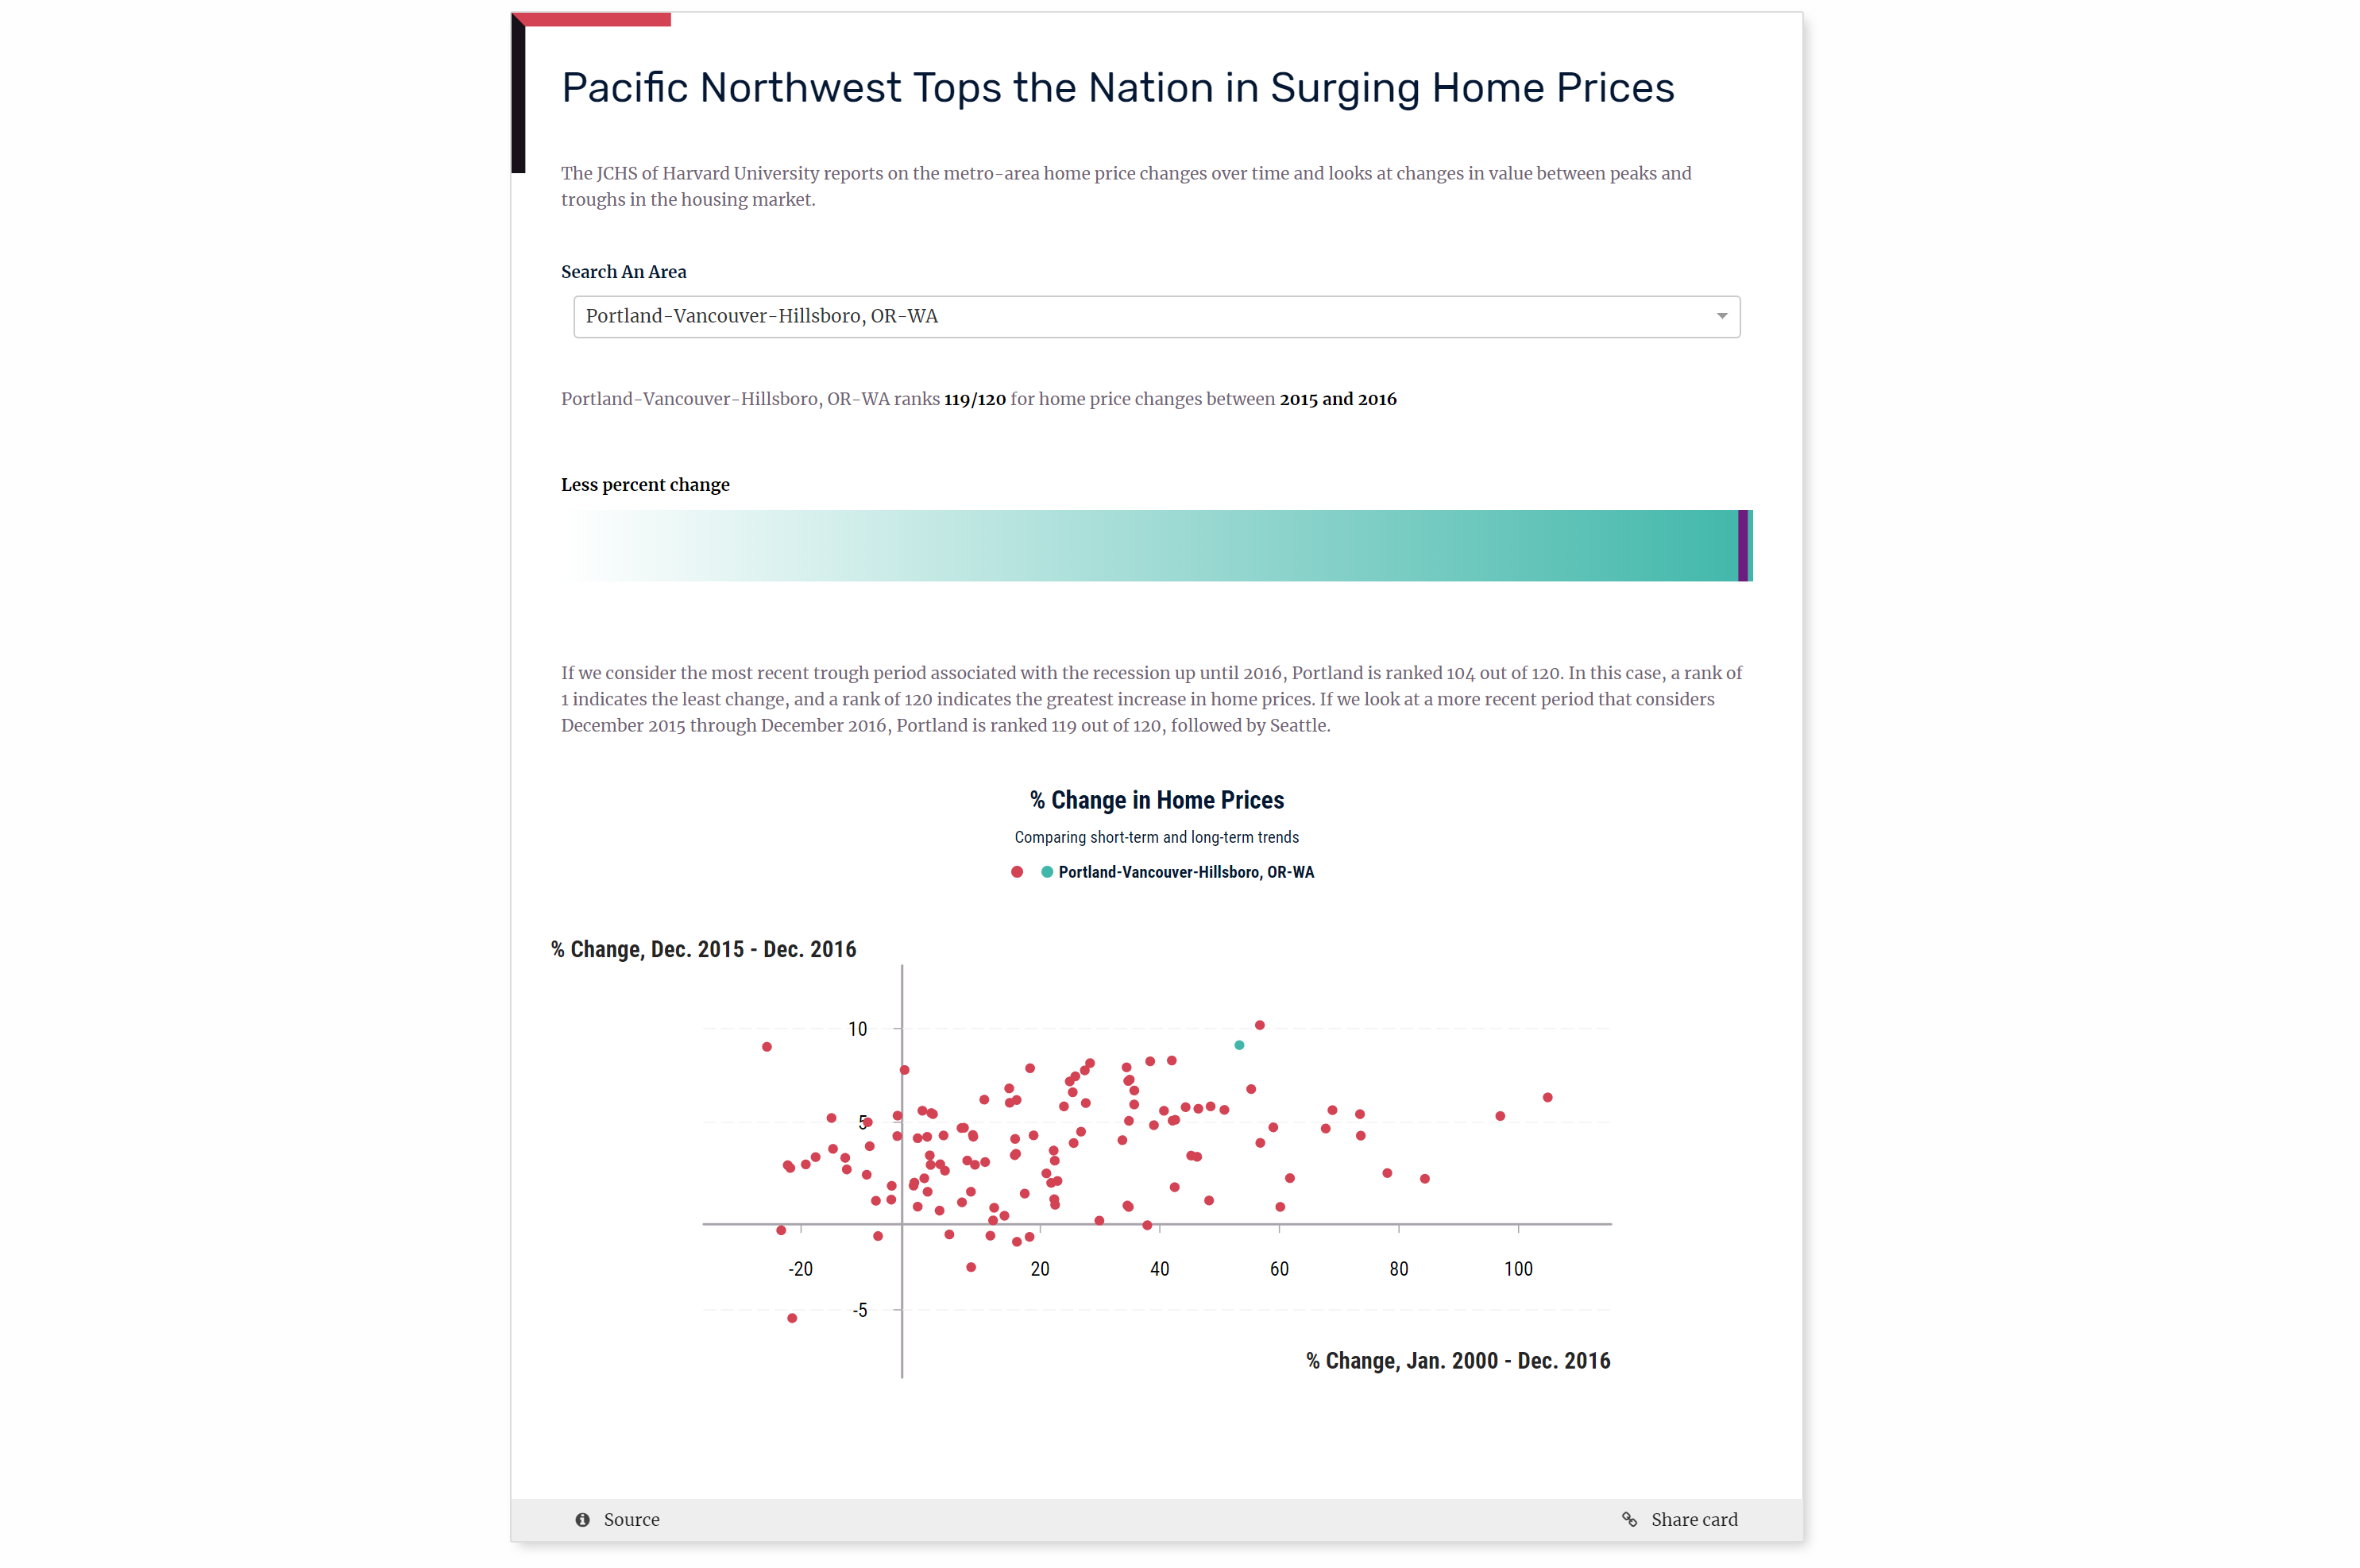 Pacific Northwest Tops the Nation in Surging Home Prices
The JCHS of Harvard University reports on the metro-area home price changes over time and looks at changes in value between peaks and
troughs in the housing market.
Search An Area
Portland-Vancouver-Hillsboro, OR-WA
Portland-Vancouver-Hillsboro, OR-WA ranks 119/120 for home price changes between 2015 and 2016
Less percent change
If we consider the most recent trough period associated with the recession up until 2016, Portland is ranked 104 out of 120. In this case, a rank of
1 indicates the least change, and a rank of 120 indicates the greatest increase in home prices. If we look at a more recent period that considers
December 2015 through December 2016, Portland is ranked 119 out of 120, followed by Seattle.
% Change in Home Prices
Comparing short-term and long-term trends
Portland-Vancouver-Hillsboro, OR-WA
% Change, Dec. 2015 - Dec. 2016
10
5
-20 20 40 60 80 100
-5
% Change, Jan. 2000 - Dec. 2016
Source Share card